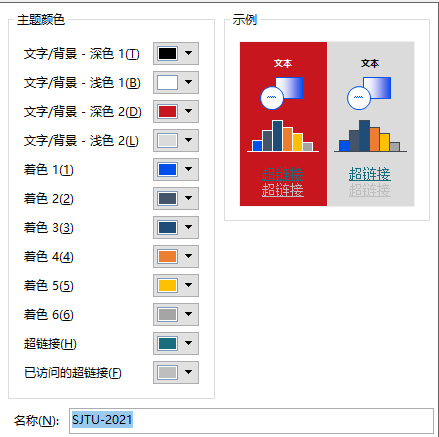 主题颜色
文字/背景 - 深色 1(T)
文字/背景 - 浅色 1(B)
文字/背景 - 深色 2(D)
文字/背景 - 浅色 2(L)
着色 1(1)
着色 2(2)
着色 3(3)
着色 4(4)
着色 5(5)
着色 6(6)
超链接(H)
已访问的超链接(F)
示例
文本 文本
超链接 超链接
超链接 超链接
名称(N): SJTU-2021